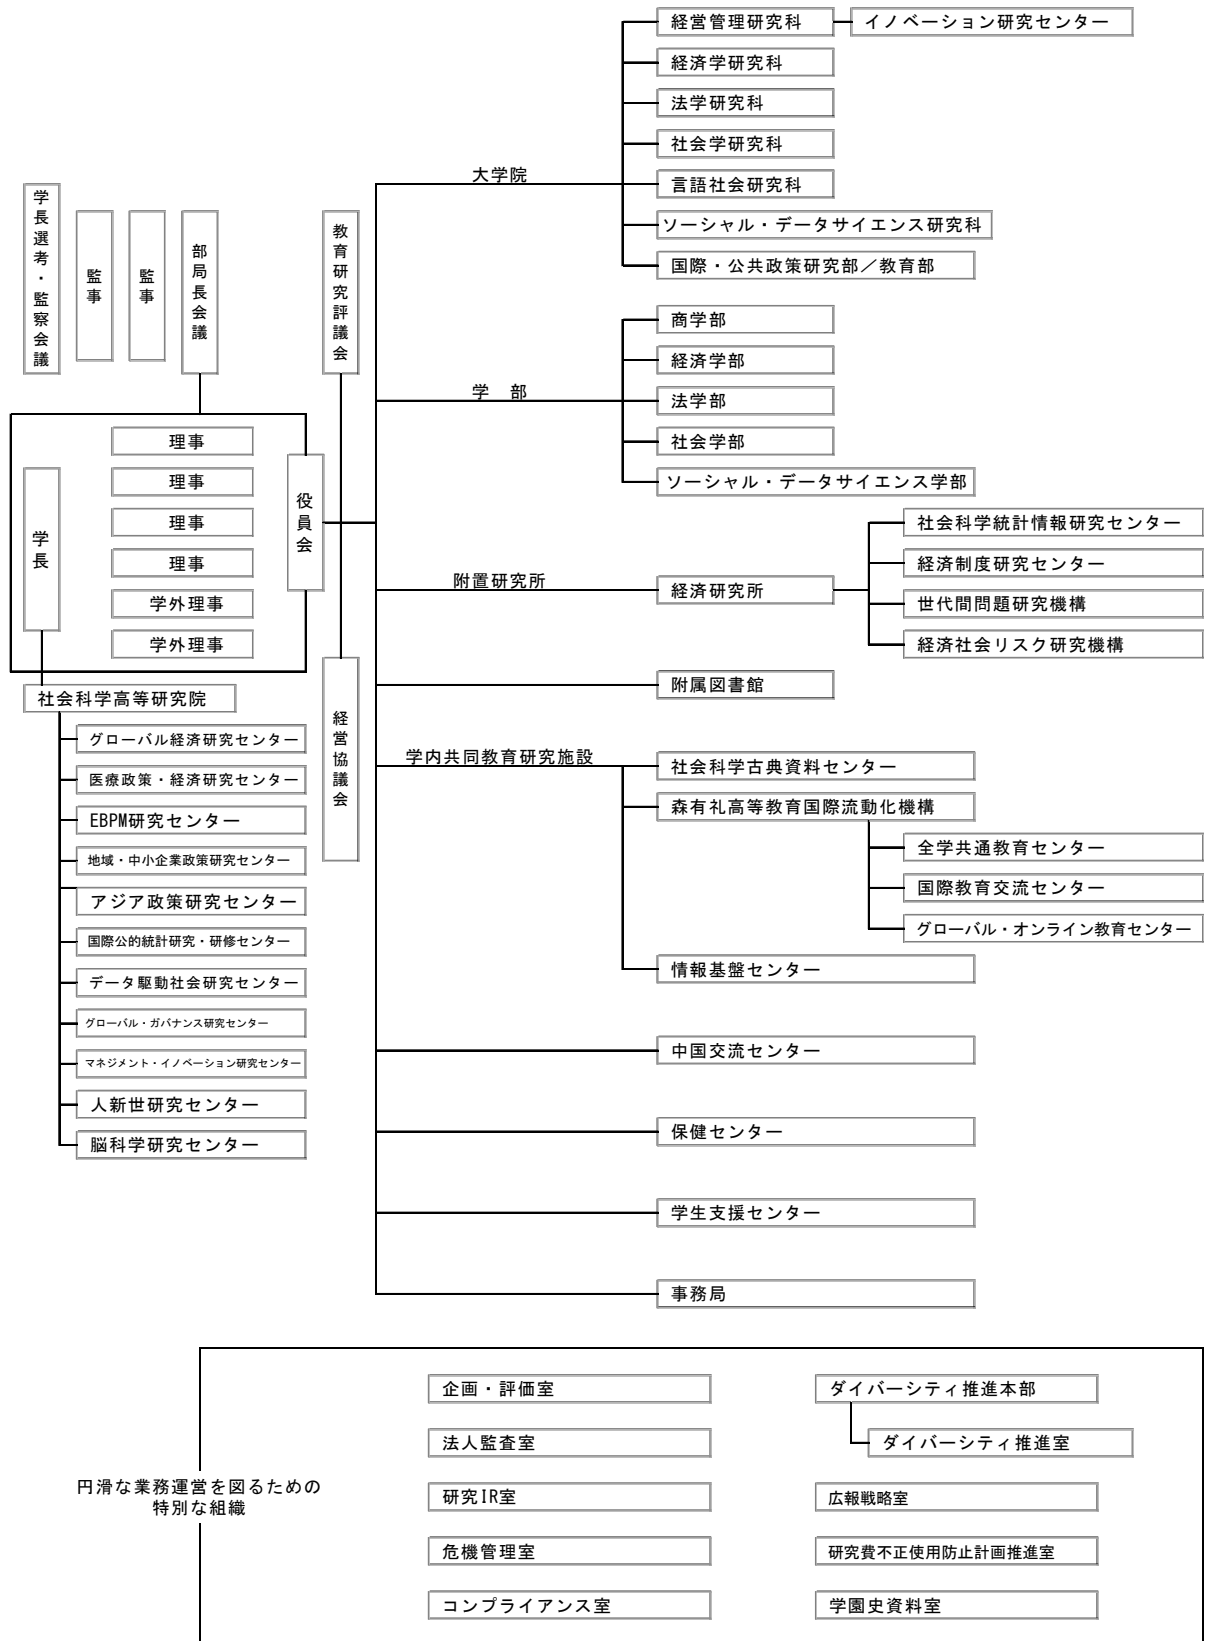 経営管理研究科
イノベーション研究センター
経済学研究科
法学研究科
社会学研究科
大学院
言語社会研究科
ソーシャル・データサイエンス研究科
国際・公共政策研究部／教育部
学長選考・監察会議
監事
監事
部局長会議
教育研究評議会
商学部
経済学部
学　部
法学部
社会学部
ソーシャル・データサイエンス学部
理事
理事
理事
理事
学外理事
学外理事
学長
役員会
附置研究所
経済研究所
社会科学統計情報研究センター
経済制度研究センター
世代間問題研究機構
経済社会リスク研究機構
附属図書館
社会科学高等研究院
グローバル経済研究センター
医療政策・経済研究センター
EBPM研究センター
地域・中小企業政策研究センター
アジア政策研究センター
国際公的統計研究・研修センター
データ駆動社会研究センター
グローバル・ガバナンス研究センター
マネジメント・イノベーション研究センター
人新世研究センター
脳科学研究センター
経営協議会
学内共同教育研究施設
社会科学古典資料センター
森有礼高等教育国際流動化機構
全学共通教育センター
国際教育交流センター
グローバル・オンライン教育センター
情報基盤センター
中国交流センター
保健センター
学生支援センター
事務局
円滑な業務運営を図るための
特別な組織
企画・評価室
法人監査室
研究IR室
危機管理室
コンプライアンス室
ダイバーシティ推進本部
ダイバーシティ推進室
広報戦略室
研究費不正使用防止計画推進室
学園史資料室